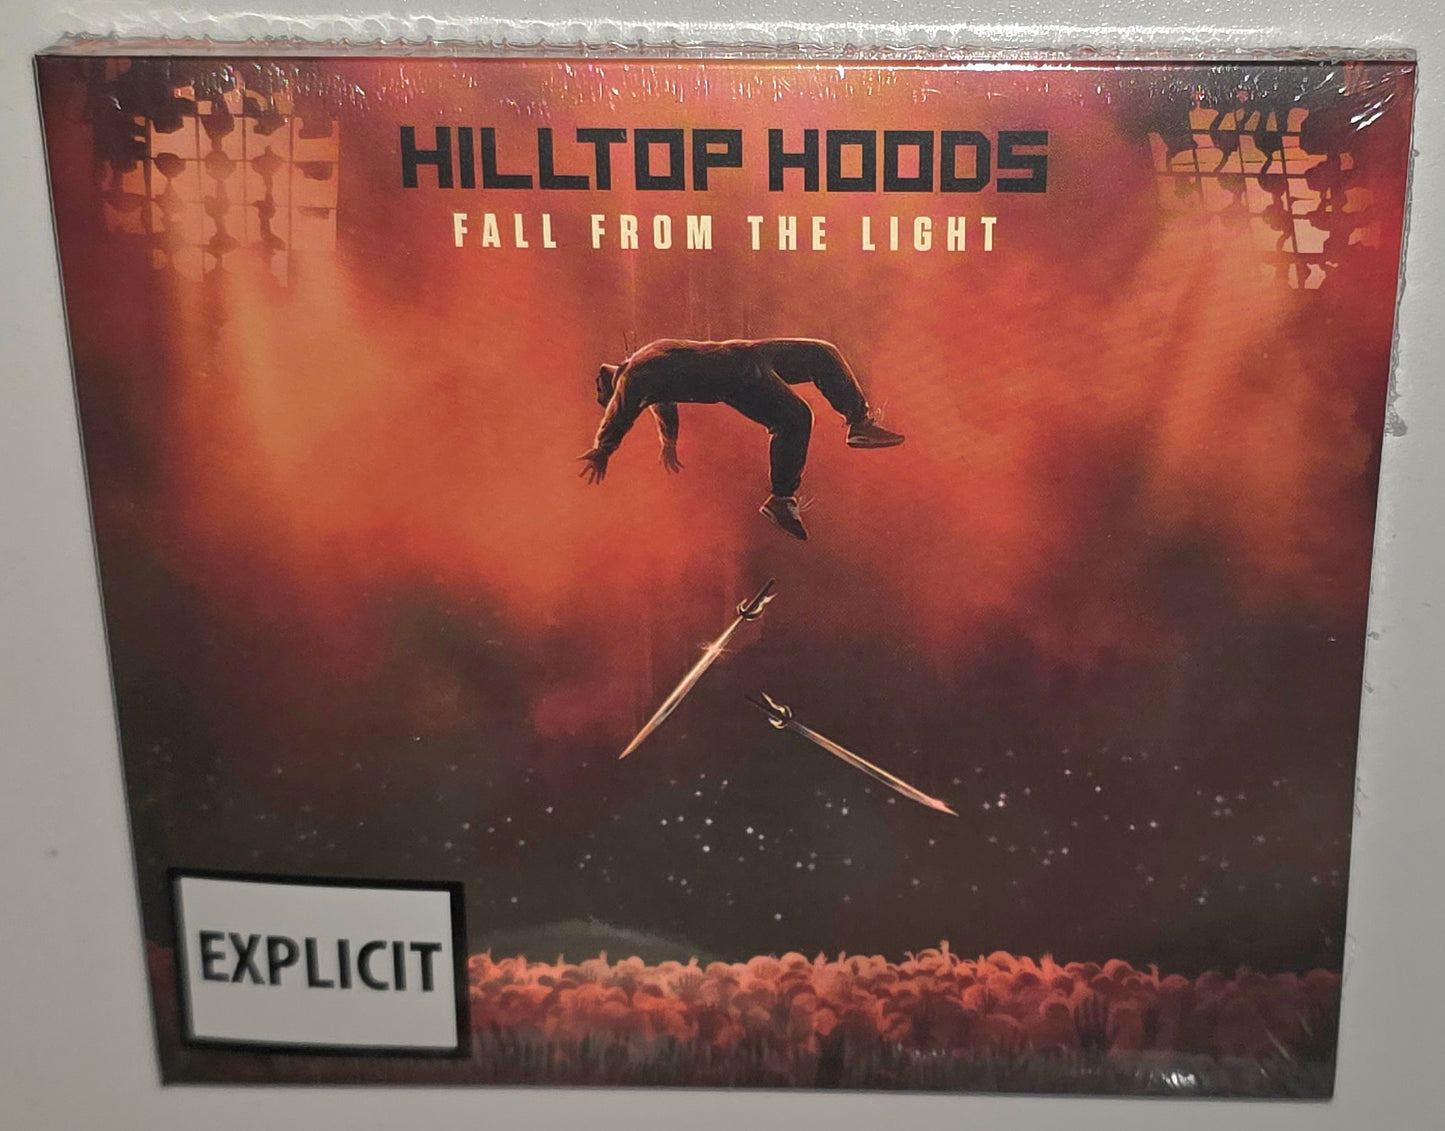 HILLTOP HOODS
FALL FROM THE LIGHT
EXPLICIT